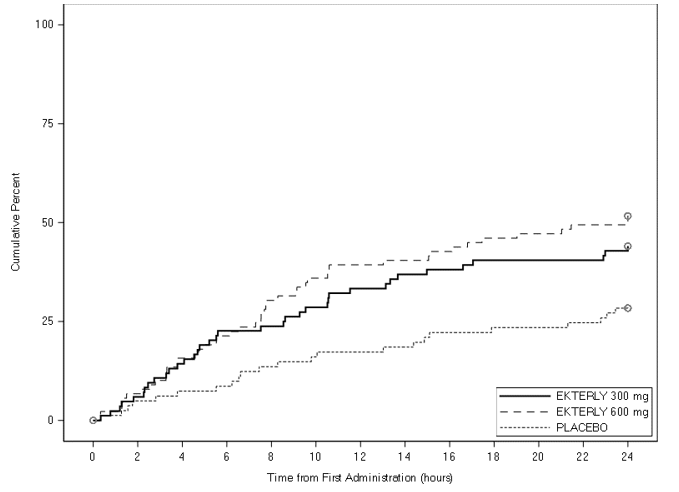 100
75
50
25
0
Cumulative Percent
EKTERLY 300 mg
EKTERLY 600 mg
PLACEBO
0 2 4 6 8 10 12 14 16 18 20 22 24
Time from First Administration (hours)